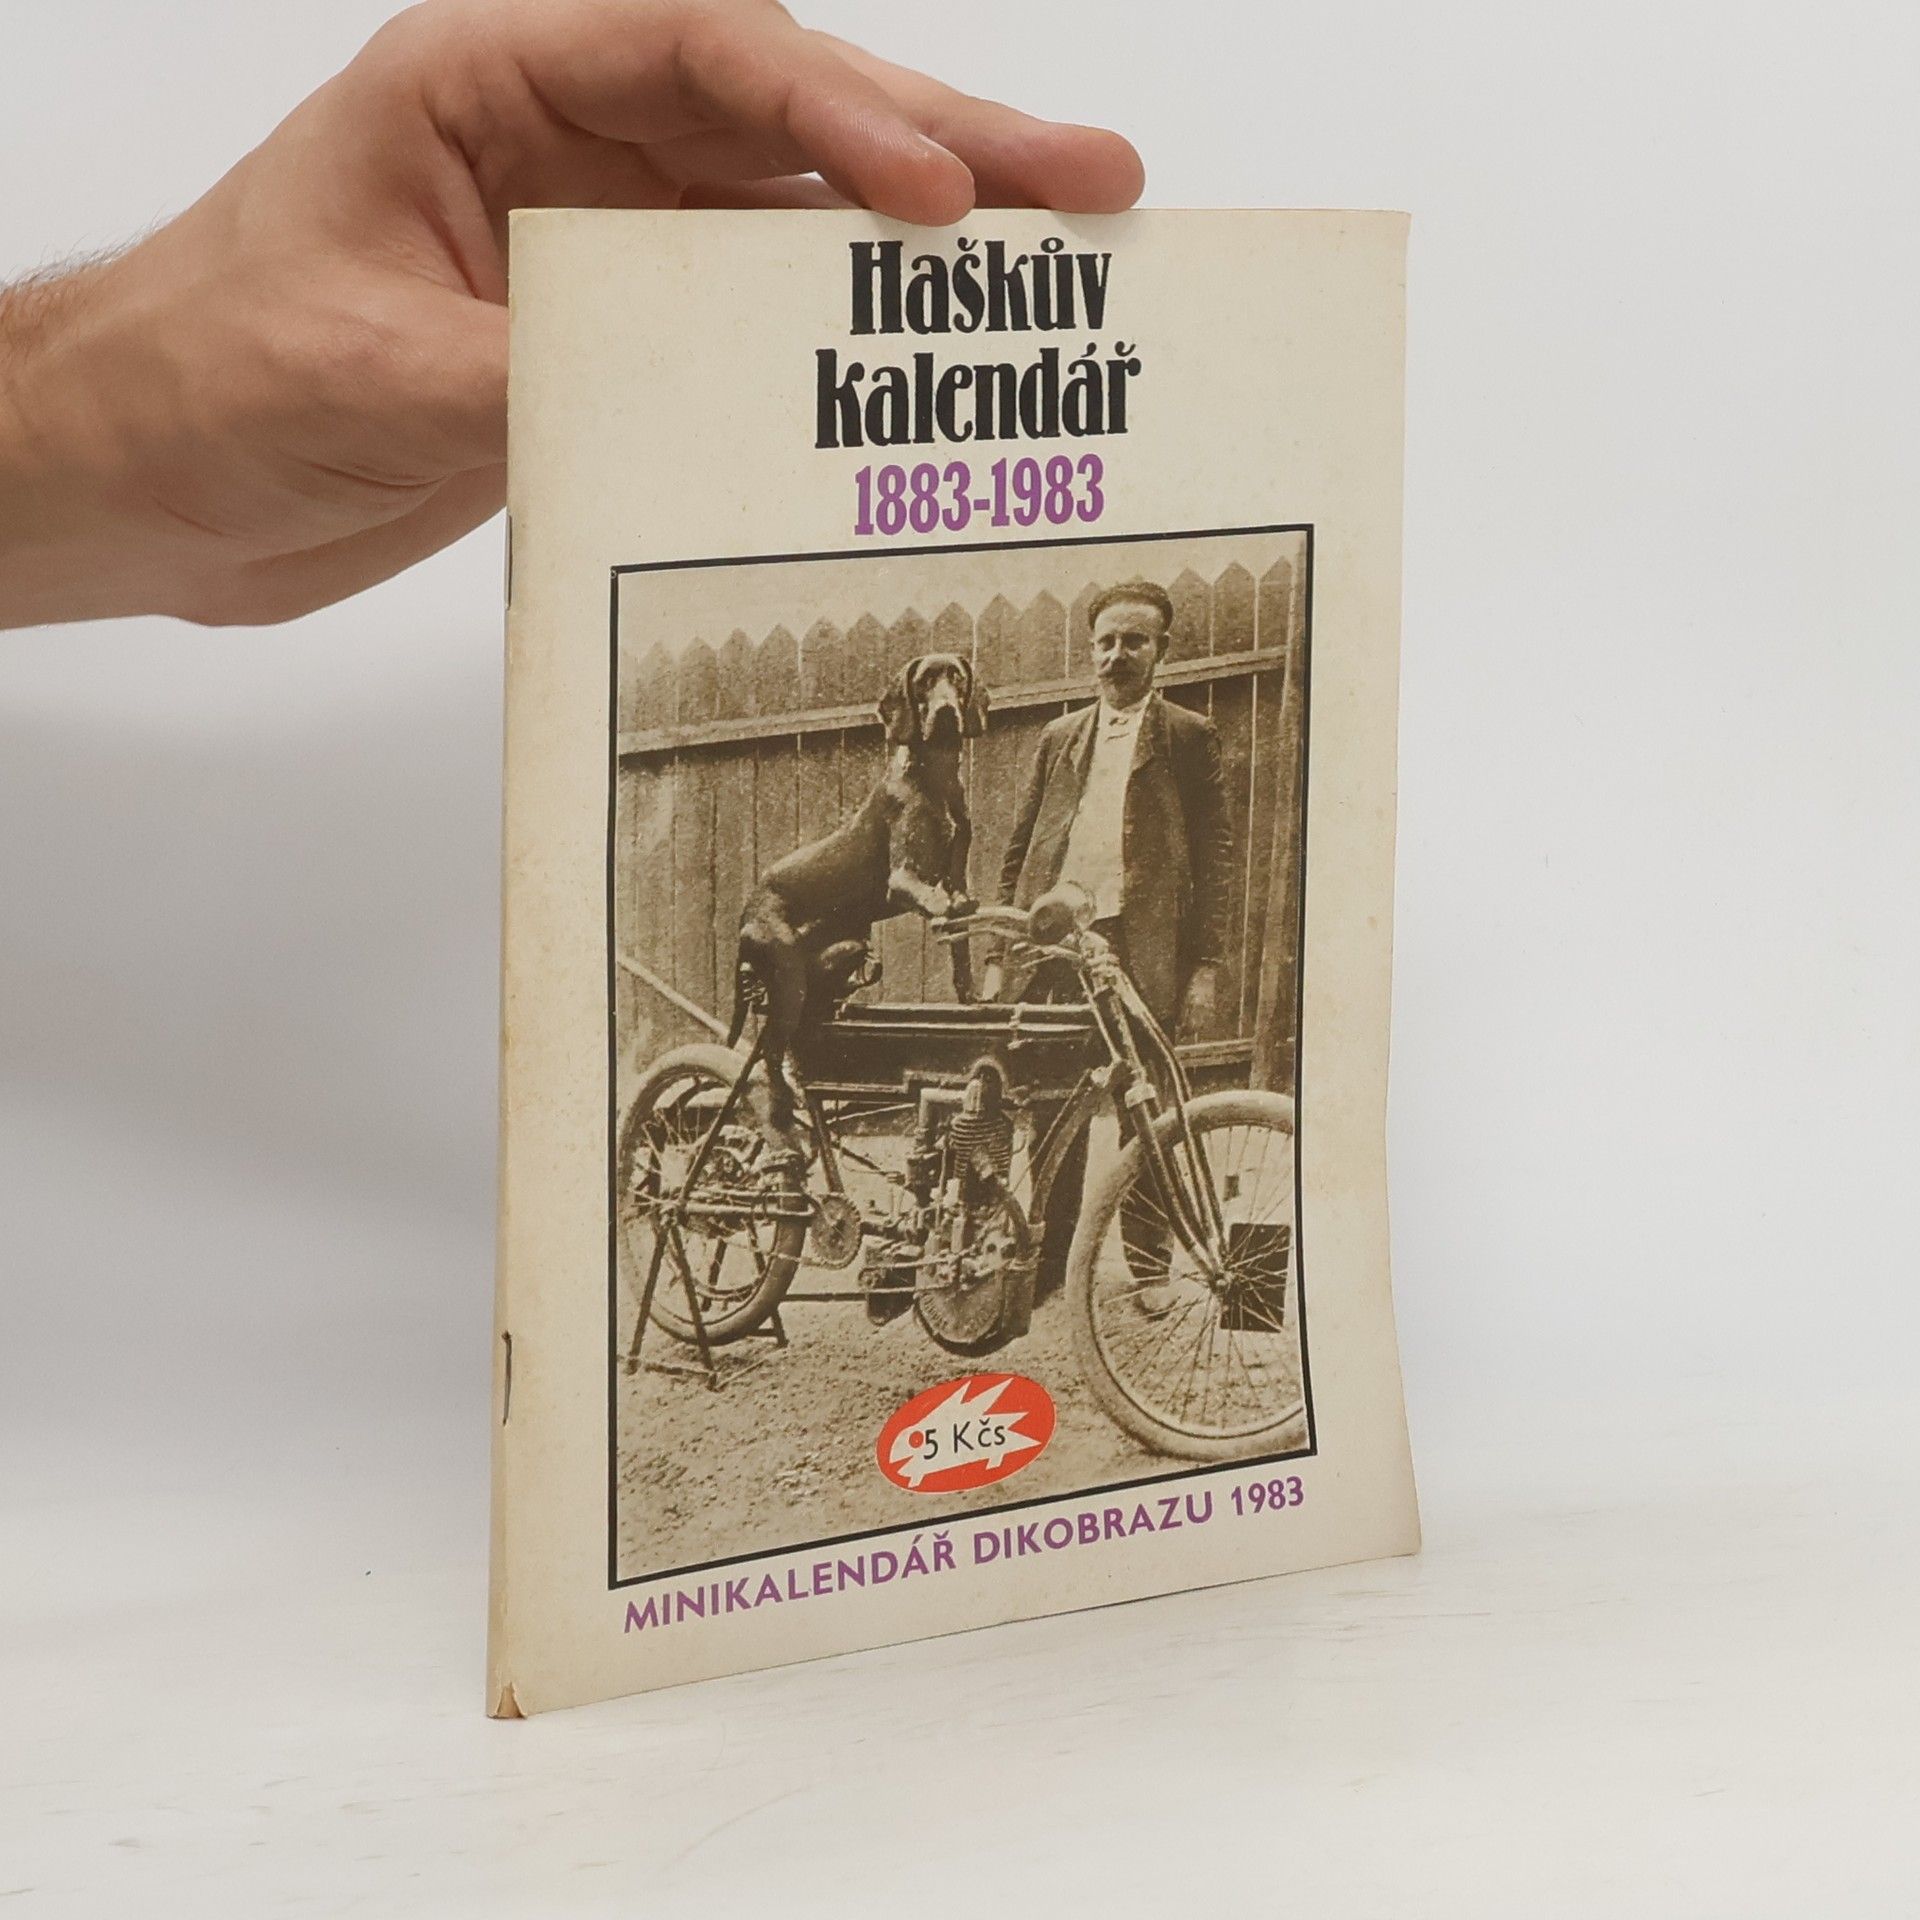 Haškův
kalendář
1883-1983
5 Kčs
MINIKALENDÁŘ DIKOBRAZU 1983